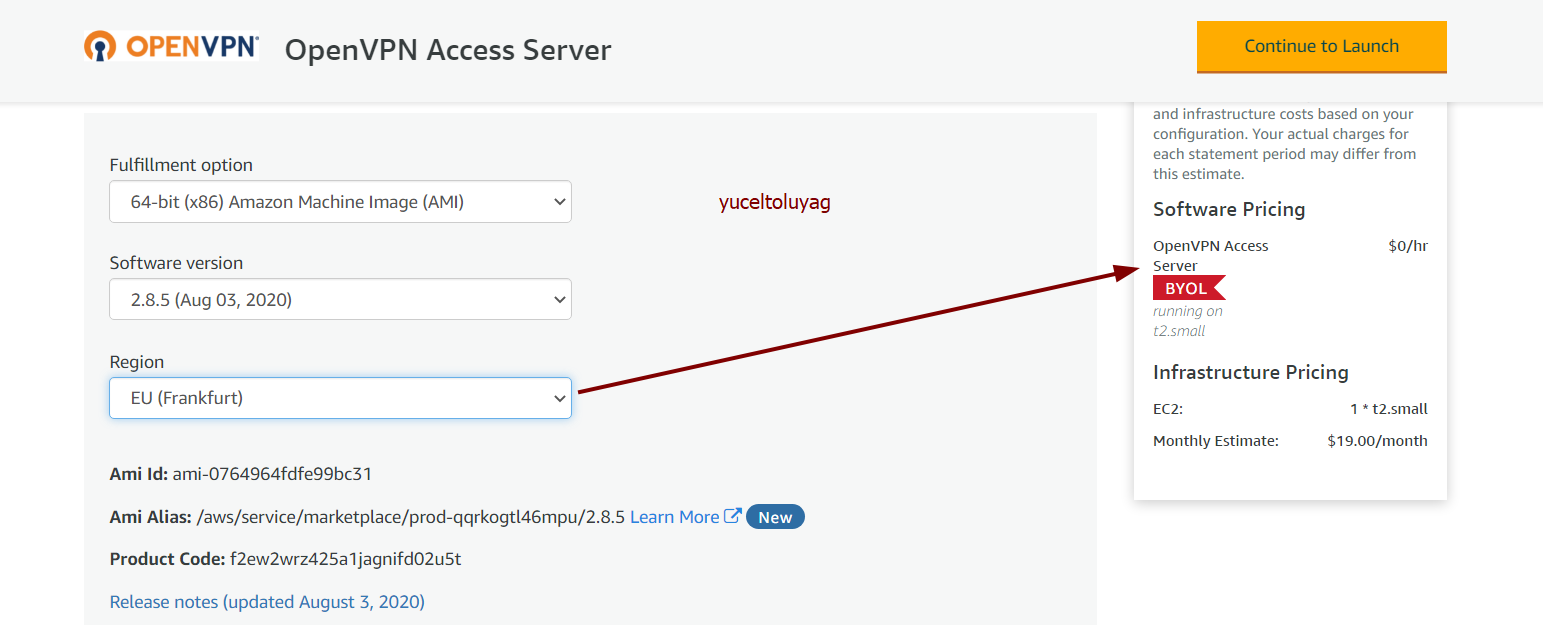 OPENVPN
OpenVPN Access Server
Continue to Launch
Fulfillment option
64-bit (x86) Amazon Machine Image (AMI)
yuceltoluyag
Software version
2.8.5 (Aug 03, 2020)
Region
EU (Frankfurt)
Ami Id: ami-0764964fdfe99bc31
Ami Alias: /aws/service/marketplace/prod-qqrkogtl46mpu/2.8.5 Learn More New
Product Code: f2ew2wrz425a1jagnifd02u5t
Release notes (updated August 3, 2020)
and infrastructure costs based on your
configuration. Your actual charges for
each statement period may differ from
this estimate.
Software Pricing
OpenVPN Access $0/hr
Server
BYOL
running on
t2.small
Infrastructure Pricing
EC2: 1 * t2.small
Monthly Estimate: $19.00/month